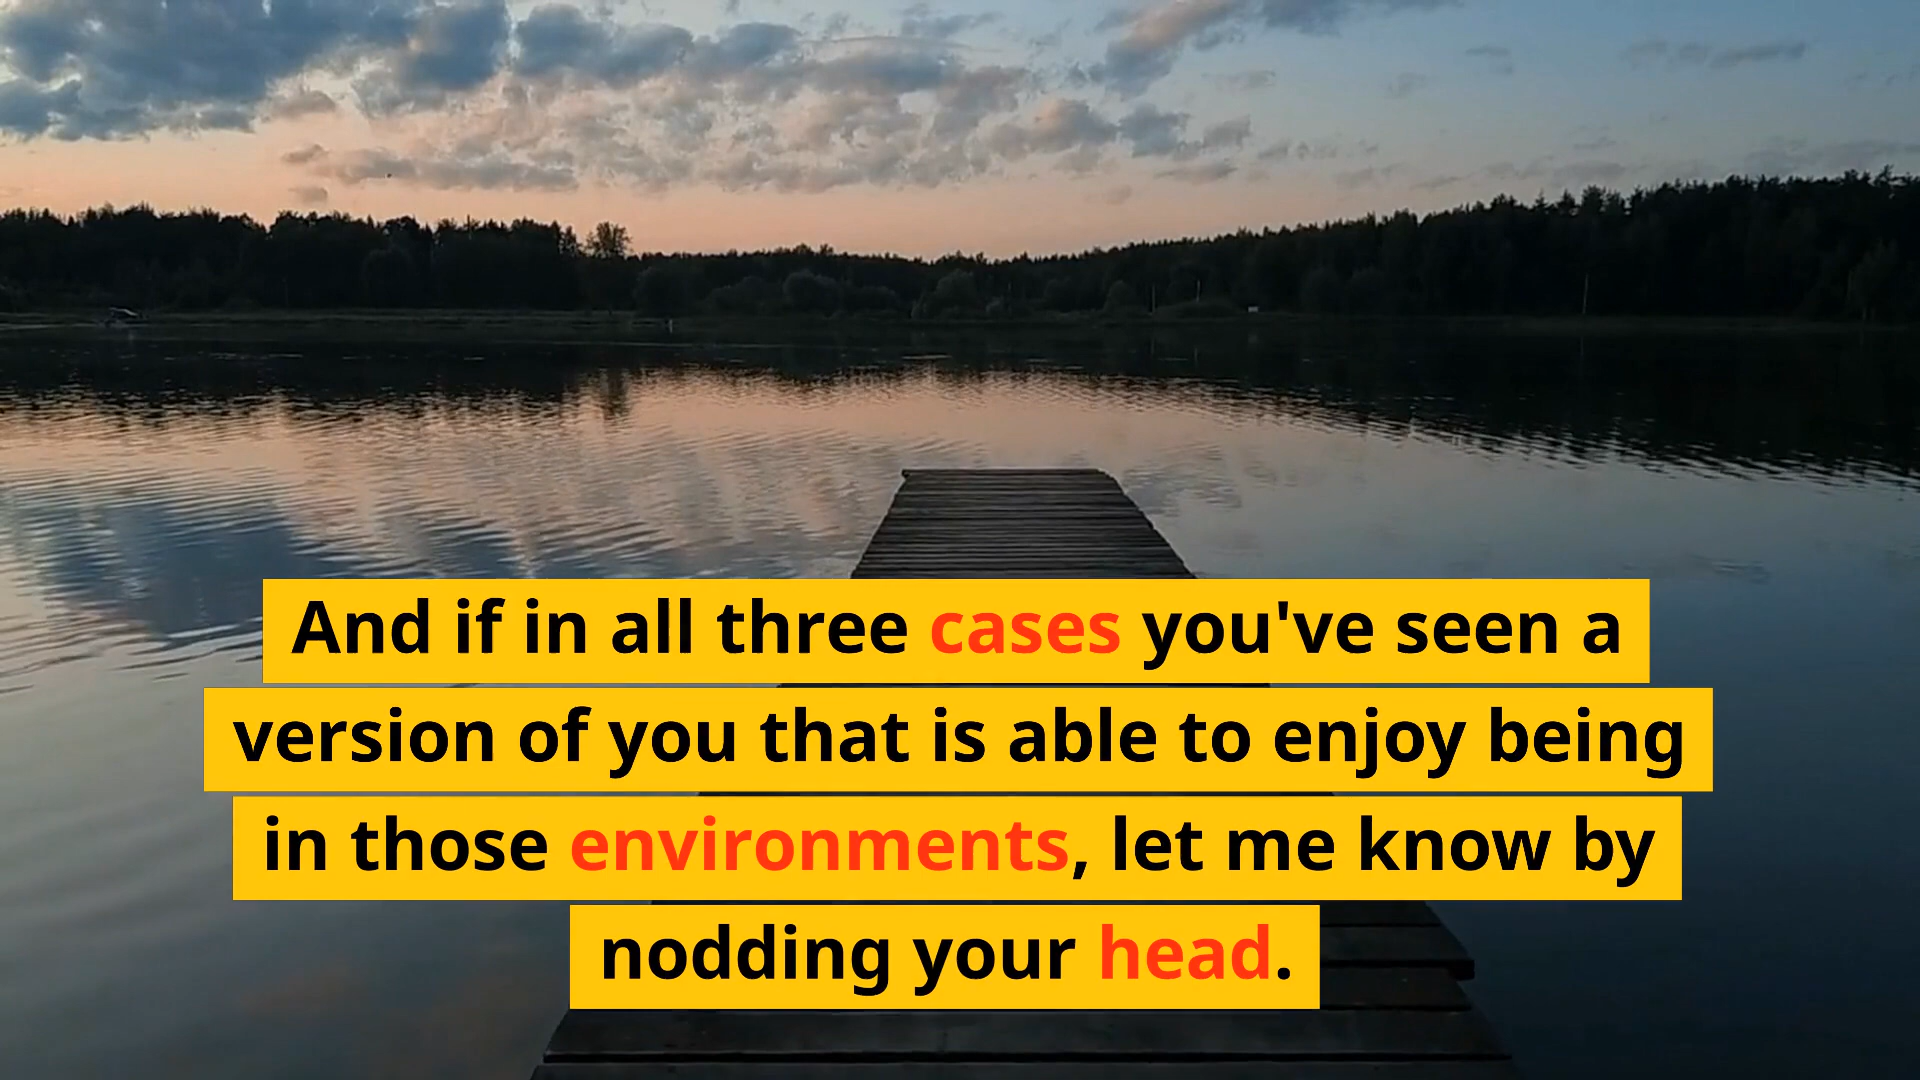 And if in all three cases you've seen a
version of you that is able to enjoy being
in those environments, let me know by
nodding your head.